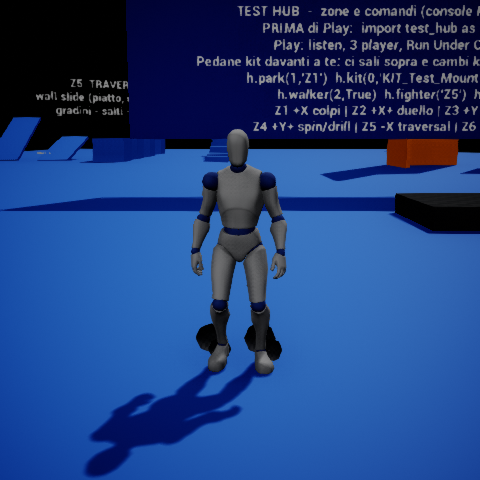 TEST HUB - zone e comandi (console
PRIMA di Play: import test_hub as
Play: listen, 3 player, Run Under
Pedane kit davanti a te: ci sali sopra e cambi k
h.park(1,'Z1') h.kit(0,'KIT_Test_Mount
h.walker(2,True) h.fighter('Z5')
Z1 +X colpi | Z2 +X+ duello | Z3 +Y
Z4 +Y+ spin/drift | Z5 -X traversal | Z6
Z5 TRAVER
wall slide (piatto,
gradini - salti -